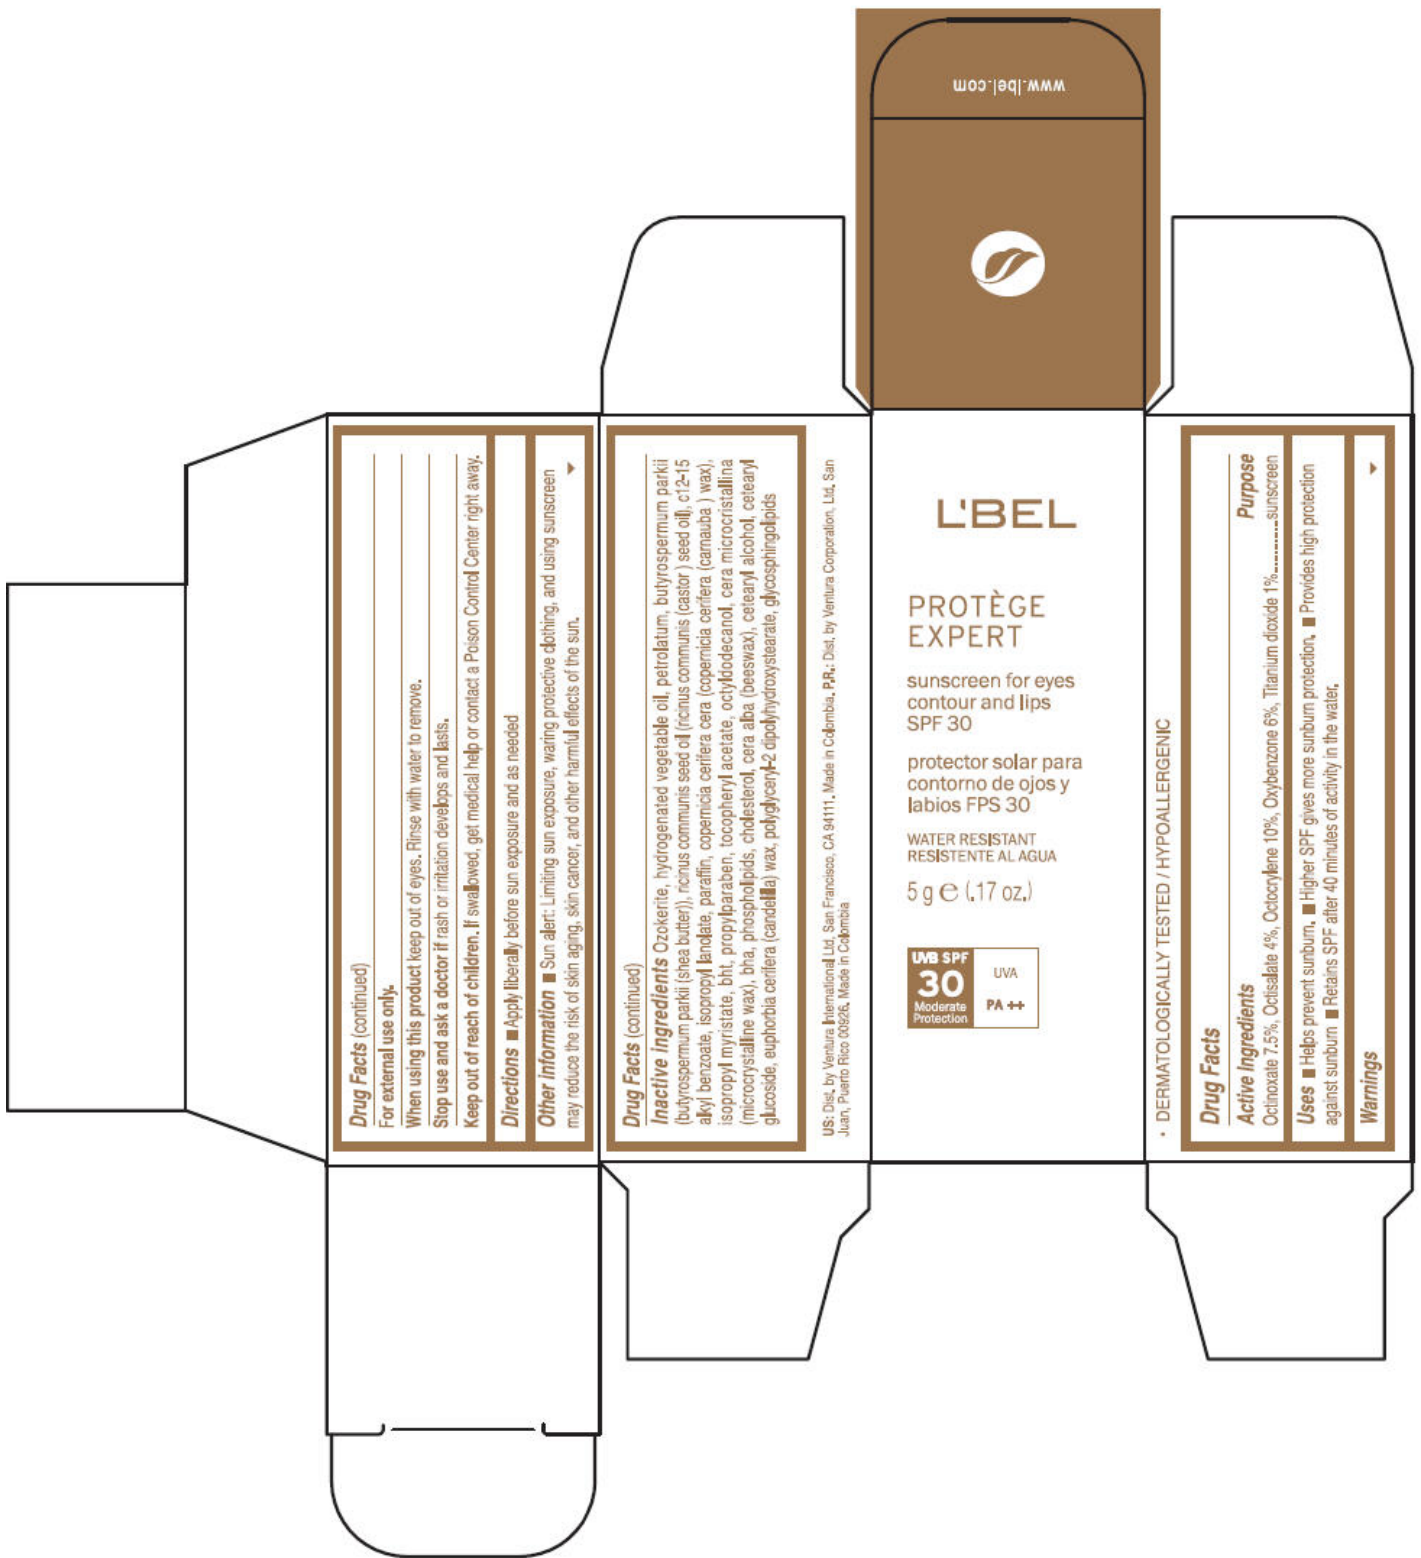 www.lbel.com
L'BEL
PROTÈGE
EXPERT
sunscreen for eyes
contour and lips
SPF 30
protector solar para
contorno de ojos y
labios FPS 30
WATER RESISTANT
RESISTENTE AL AGUA
5 g e (.17 oz.)
UVB SPF
30
Moderate
Protection
UVA
PA ++
• DERMATOLOGICALLY TESTED / HYPOALLERGENIC
Drug Facts
Active Ingredients Purpose
Octinoxate 7.5%, Octisalate 4%, Octocrylene 10%, Oxybenzone 6%, Titanium dioxide 1%............sunscreen
Uses ■ Helps prevent sunburn. ■ Higher SPF gives more sunburn protection. ■ Provides high protection
against sunburn ■ Retains SPF after 40 minutes of activity in the water.
Warnings
Drug Facts (continued)
For external use only.
When using this product keep out of eyes. Rinse with water to remove.
Stop use and ask a doctor if rash or irritation develops and lasts.
Keep out of reach of children. If swallowed, get medical help or contact a Poison Control Center right away.
Directions ■ Apply liberally before sun exposure and as needed
Other information ■ Sun alert: Limiting sun exposure, waring protective clothing, and using sunscreen
may reduce the risk of skin aging, skin cancer, and other harmful effects of the sun.
Drug Facts (continued)
Inactive ingredients Ozokerite, hydrogenated vegetable oil, petrolatum, butyrospermum parkii
(butyrospermum parkii (shea butter)), ricinus communis seed oil (ricinus communis (castor ) seed oil), c12-15
alkyl benzoate, isopropyl lanolate, paraffin, copernicia cerifera cera (copernicia cerifera (carnauba ) wax),
isopropyl myristate, bht, propylparaben, tocopheryl acetate, octyldodecanol, cera microcristallina
(microcrystalline wax), bha, phospholipids, cholesterol, cera alba (beeswax), cetearyl alcohol, cetearyl
glucoside, euphorbia cerifera (candelilla) wax, polyglyceryl-2 dipolyhydroxystearate, glycosphingolipids
US: Dist. by Ventura International Ltd, San Francisco, CA 94111. Made in Colombia. P.R.: Dist. by Ventura Corporation, Ltd. San
Juan, Puerto Rico 00926. Made in Colombia